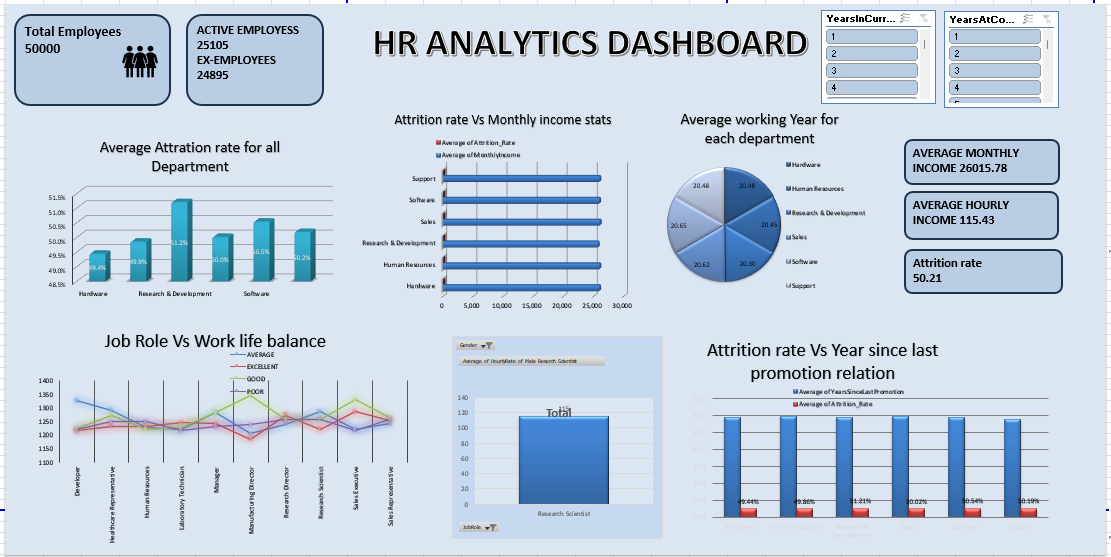 Total Employees
50000
ACTIVE EMPLOYESS
25105
EX-EMPLOYEES
24895
HR ANALYTICS DASHBOARD
YearsInCurr...
1
2
3
4
YearsAtCo...
1
2
3
4
Average Attration rate for all
Department
51.5%
51.0%
50.5%
50.0%
49.5%
49.0%
48.5%
49.4%
49.9%
51.2%
50.0%
50.5%
50.2%
Hardware
Research & Development
Software
Attrition rate Vs Monthly income stats
Average of Attrition_Rate
Average of MonthlyIncome
Support
Software
Sales
Research & Development
Human Resources
Hardware
0
5,000
10,000
15,000
20,000
25,000
30,000
Average working Year for
each department
20.48
20.48
20.65
20.45
20.62
20.30
Hardware
Human Resources
Research & Development
Sales
Software
Support
AVERAGE MONTHLY
INCOME 26015.78
AVERAGE HOURLY
INCOME 115.43
Attrition rate
50.21
Job Role Vs Work life balance
AVERAGE
EXCELLENT
GOOD
POOR
1400
1350
1300
1250
1200
1150
1100
Developer
Healthcare Representative
Human Resources
Laboratory Technician
Manager
Manufacturing Director
Research Director
Research Scientist
Sales Executive
Sales Representative
Gender
Average of HourlyRate of Male Reserch Scientist
Total
115
140
120
100
80
60
40
20
0
Research Scientist
JobRole
Attrition rate Vs Year since last
promotion relation
Average of YearsSinceLastPromotion
Average of Attrition_Rate
49.44%
49.86%
51.21%
50.02%
50.54%
50.19%